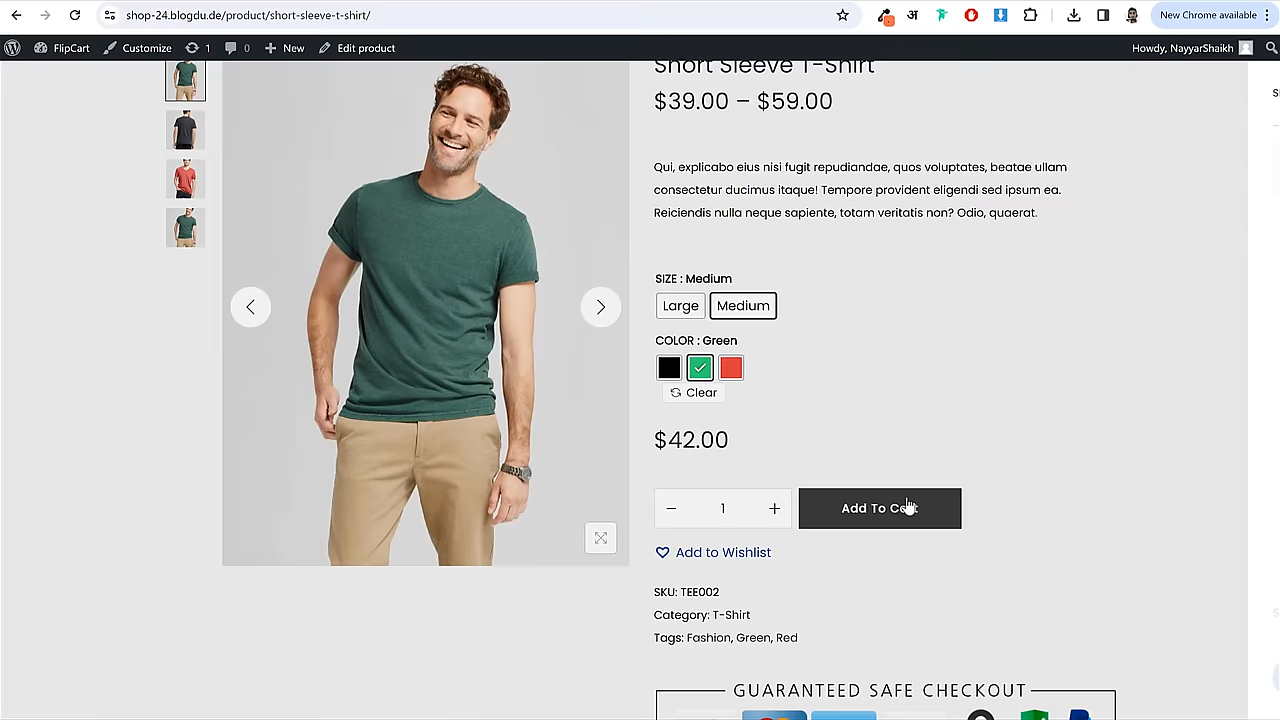 shop-24.blogdu.de/product/short-sleeve-t-shirt/
New Chrome available
FlipCart
Customize
1
0
New
Edit product
Howdy, NayyarShaikh
Short Sleeve T-Shirt
$39.00 – $59.00
Qui, explicabo eius nisi fugit repudiandae, quos voluptates, beatae ullam
consectetur ducimus itaque! Tempore provident eligendi sed ipsum ea.
Reiciendis nulla neque sapiente, totam veritatis non? Odio, quaerat.
SIZE : Medium
Large
Medium
COLOR : Green
Clear
$42.00
− 1 +
Add To Cart
Add to Wishlist
SKU: TEE002
Category: T-Shirt
Tags: Fashion, Green, Red
GUARANTEED SAFE CHECKOUT